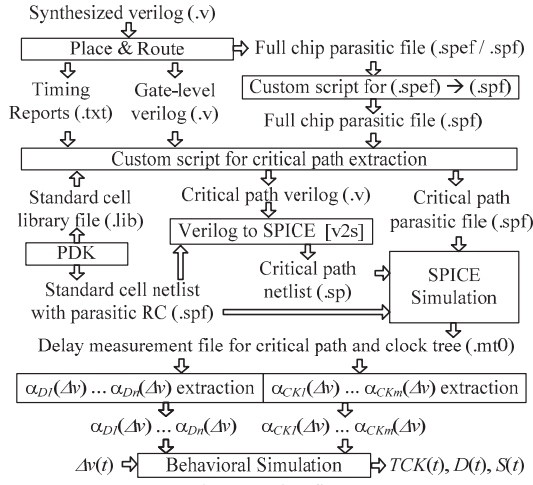 Synthesized verilog (.v)
Place & Route
Full chip parasitic file (.spef / .spf)
Timing
Reports (.txt)
Gate-level
verilog (.v)
Custom script for (.spef) → (.spf)
Full chip parasitic file (.spf)
Custom script for critical path extraction
Standard cell
library file (.lib)
Critical path verilog (.v)
Critical path
parasitic file (.spf)
Verilog to SPICE [v2s]
PDK
Critical path
netlist (.sp)
SPICE
Simulation
Standard cell netlist
with parasitic RC (.spf)
Delay measurement file for critical path and clock tree (.mt0)
αD1(Δv) ... αDn(Δv) extraction
αCK1(Δv) ... αCKm(Δv) extraction
αD1(Δv) ... αDn(Δv)
αCK1(Δv) ... αCKm(Δv)
Δv(t)
Behavioral Simulation
TCK(t), D(t), S(t)